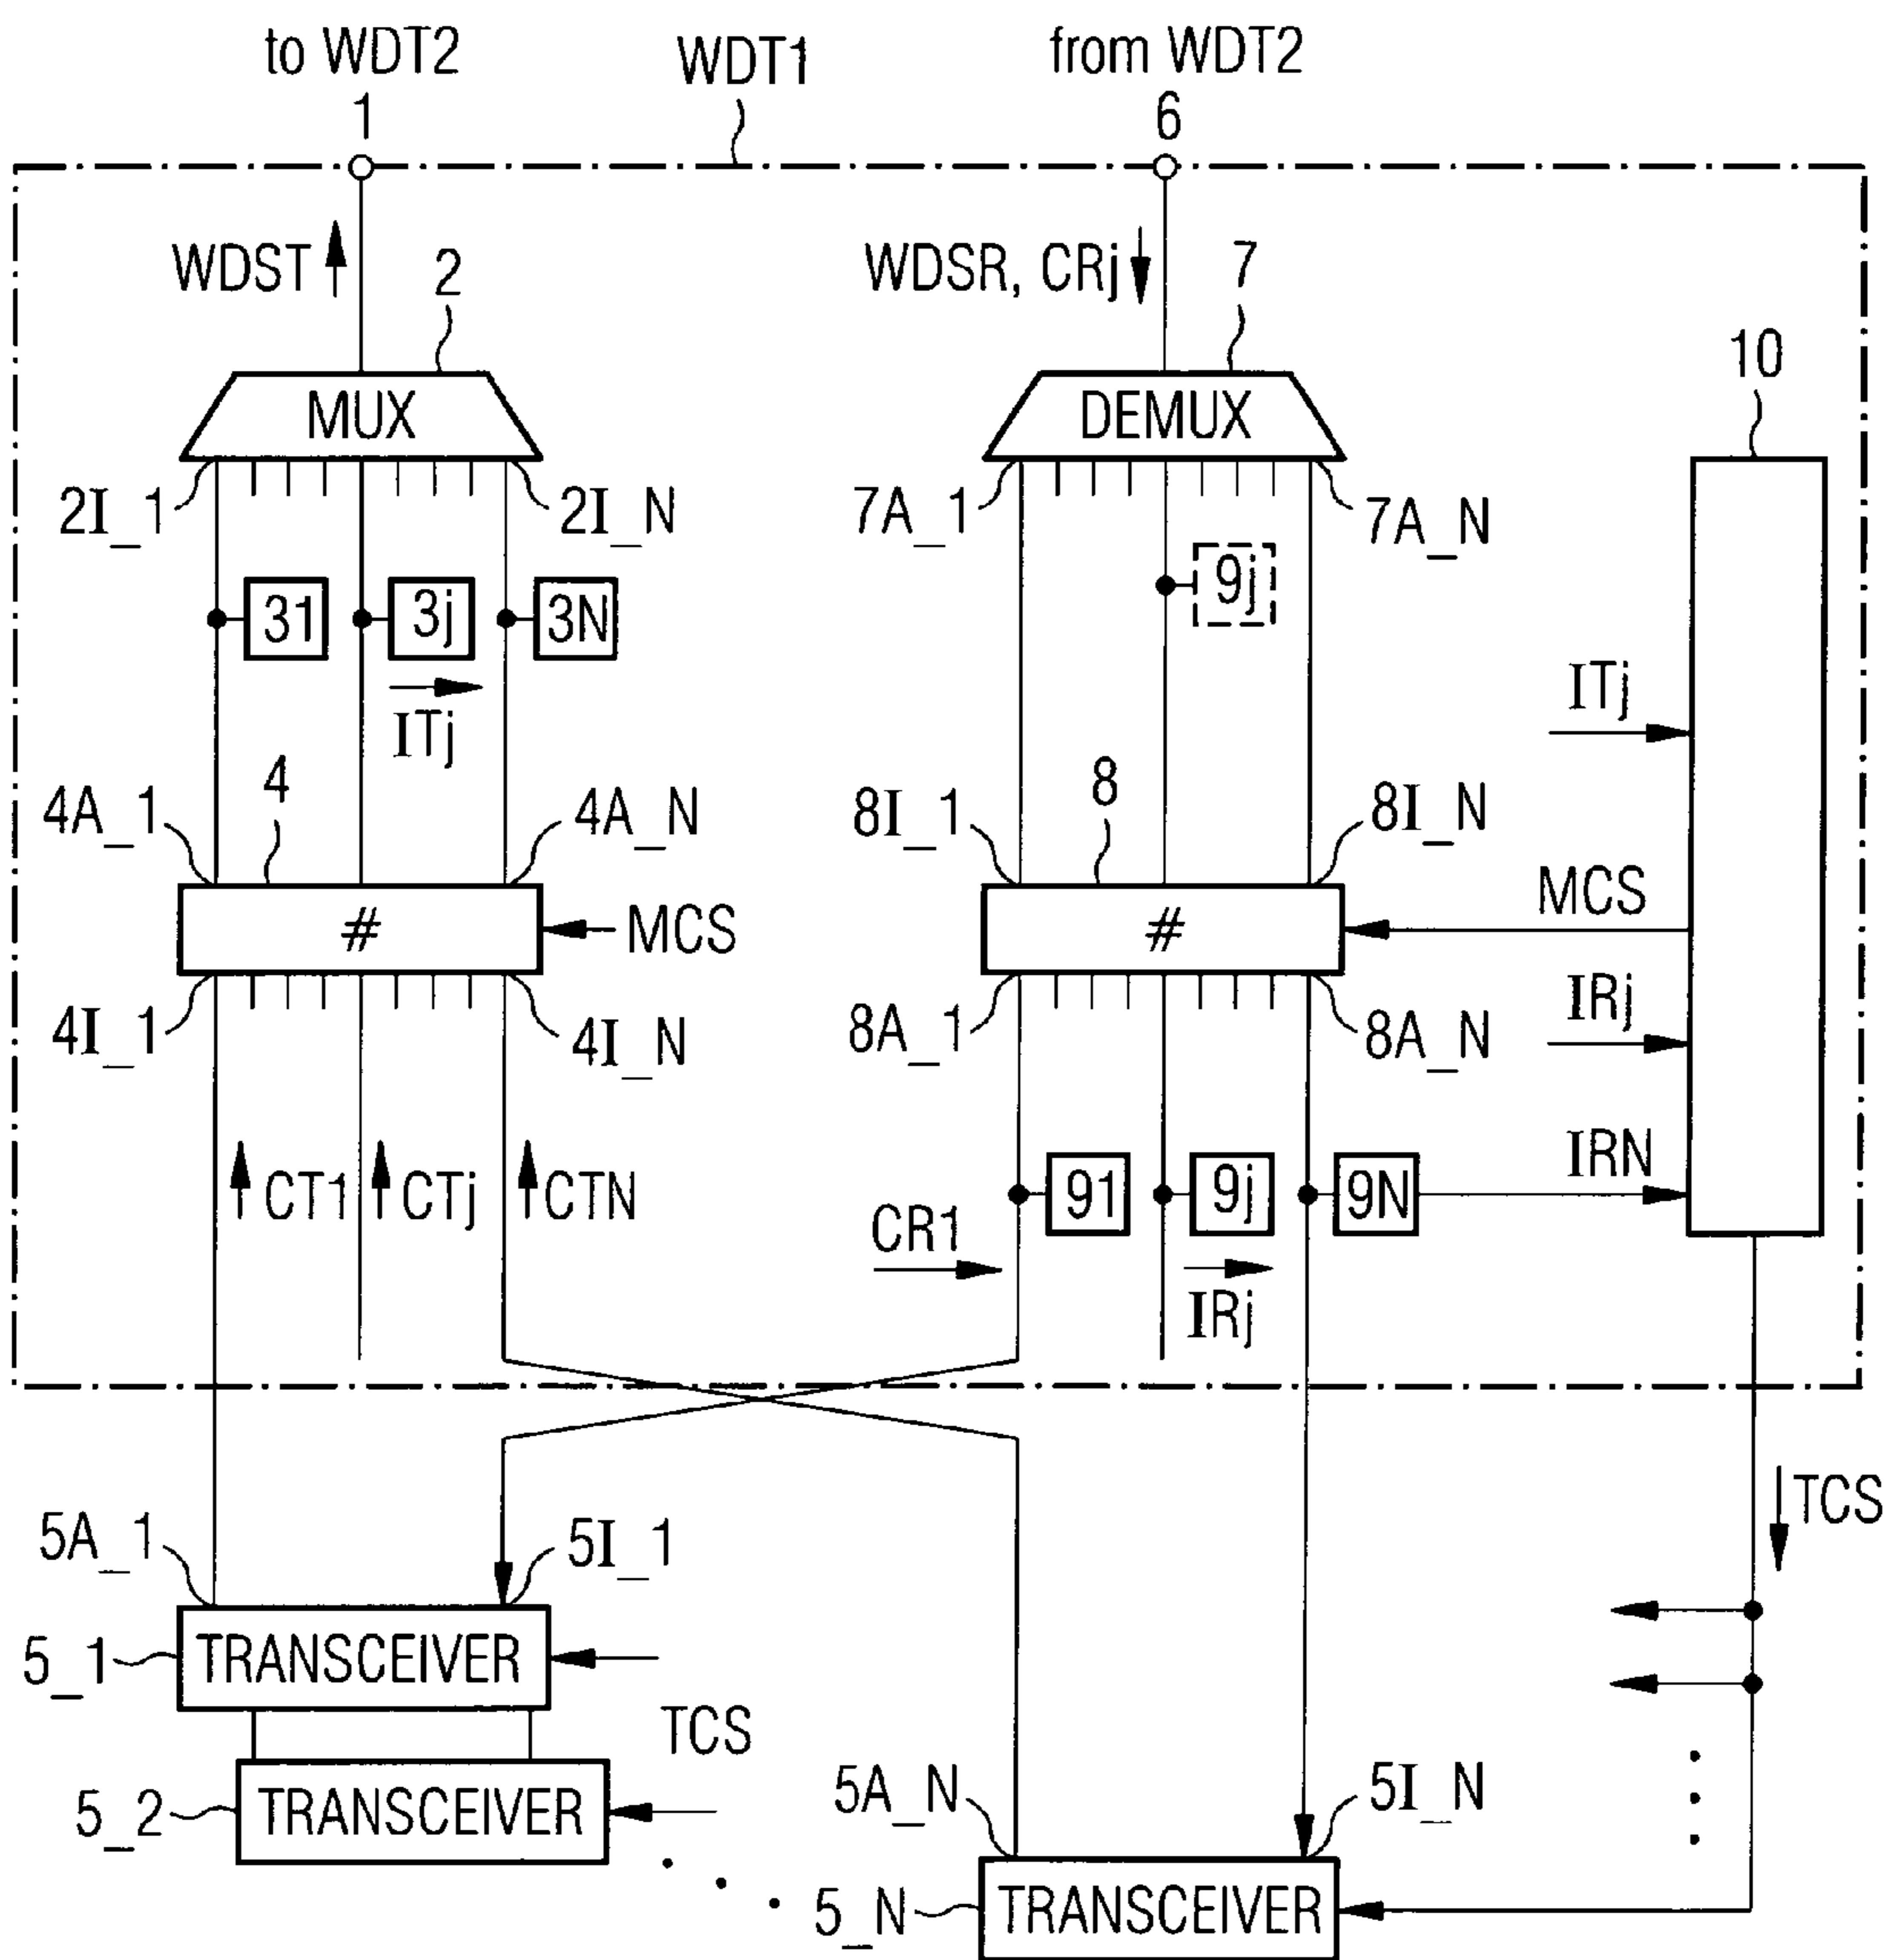 to WDT2
WDT1
from WDT2
1
6
WDST
2
WDSR, CRj
7
10
MUX
DEMUX
2I_1
2I_N
7A_1
7A_N
31
3j
3N
9j
ITj
ITj
4A_1
4
4A_N
8I_1
8
8I_N
#
MCS
#
MCS
4I_1
4I_N
8A_1
8A_N
IRj
CT1
CTj
CTN
91
9j
9N
IRN
CR1
IRj
5A_1
5I_1
TCS
5_1
TRANSCEIVER
TCS
5_2
TRANSCEIVER
5A_N
5I_N
5_N
TRANSCEIVER